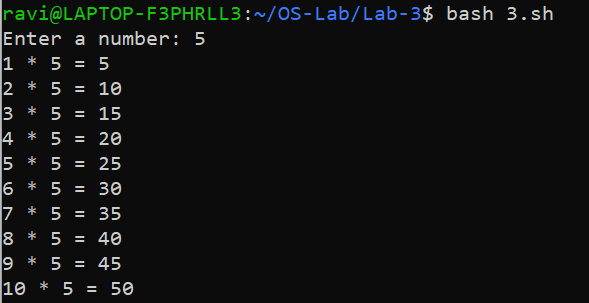 ravi@LAPTOP-F3PHRLL3:~/OS-Lab/Lab-3$ bash 3.sh
Enter a number: 5
1 * 5 = 5
2 * 5 = 10
3 * 5 = 15
4 * 5 = 20
5 * 5 = 25
6 * 5 = 30
7 * 5 = 35
8 * 5 = 40
9 * 5 = 45
10 * 5 = 50